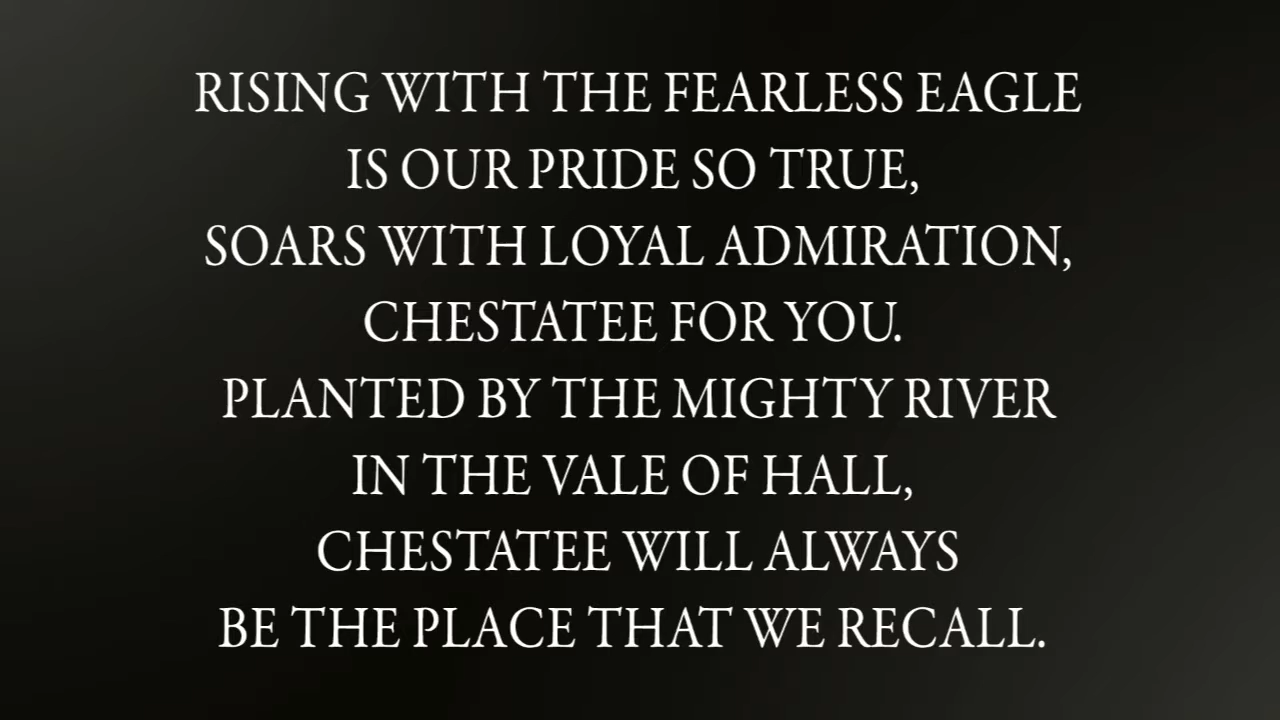 RISING WITH THE FEARLESS EAGLE
IS OUR PRIDE SO TRUE,
SOARS WITH LOYAL ADMIRATION,
CHESTATEE FOR YOU.
PLANTED BY THE MIGHTY RIVER
IN THE VALE OF HALL,
CHESTATEE WILL ALWAYS
BE THE PLACE THAT WE RECALL.